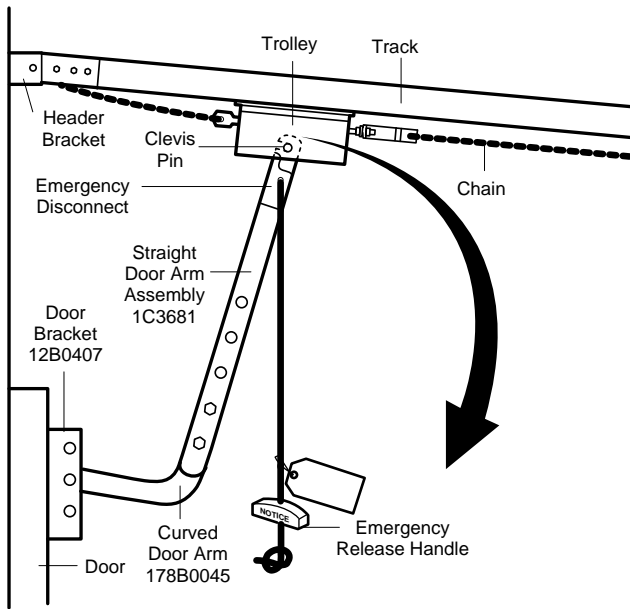 Trolley
Track
Header
Bracket
Clevis
Pin
Chain
Emergency
Disconnect
Straight
Door Arm
Assembly
1C3681
Door
Bracket
12B0407
NOTICE
Emergency
Release Handle
Curved
Door Arm
178B0045
Door